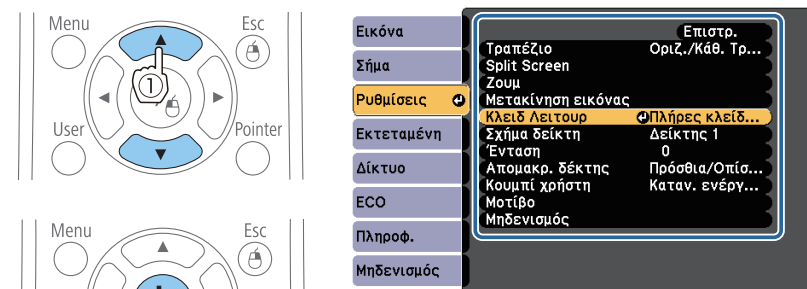 Menu
Esc
①
User
Pointer
Menu
Esc
Εικόνα
Σήμα
Ρυθμίσεις
Εκτεταμένη
Δίκτυο
ECO
Πληροφ.
Μηδενισμός
Επιστρ.
Τραπέζιο Οριζ./Κάθ. Τρ...
Split Screen
Ζουμ
Μετακίνηση εικόνας
Κλειδ Λειτουρ Πλήρες κλείδ...
Σχήμα δείκτη Δείκτης 1
Ένταση 0
Απομακρ. δέκτης Πρόσθια/Οπίσ...
Κουμπί χρήστη Καταν. ενέργ...
Μοτίβο
Μηδενισμός